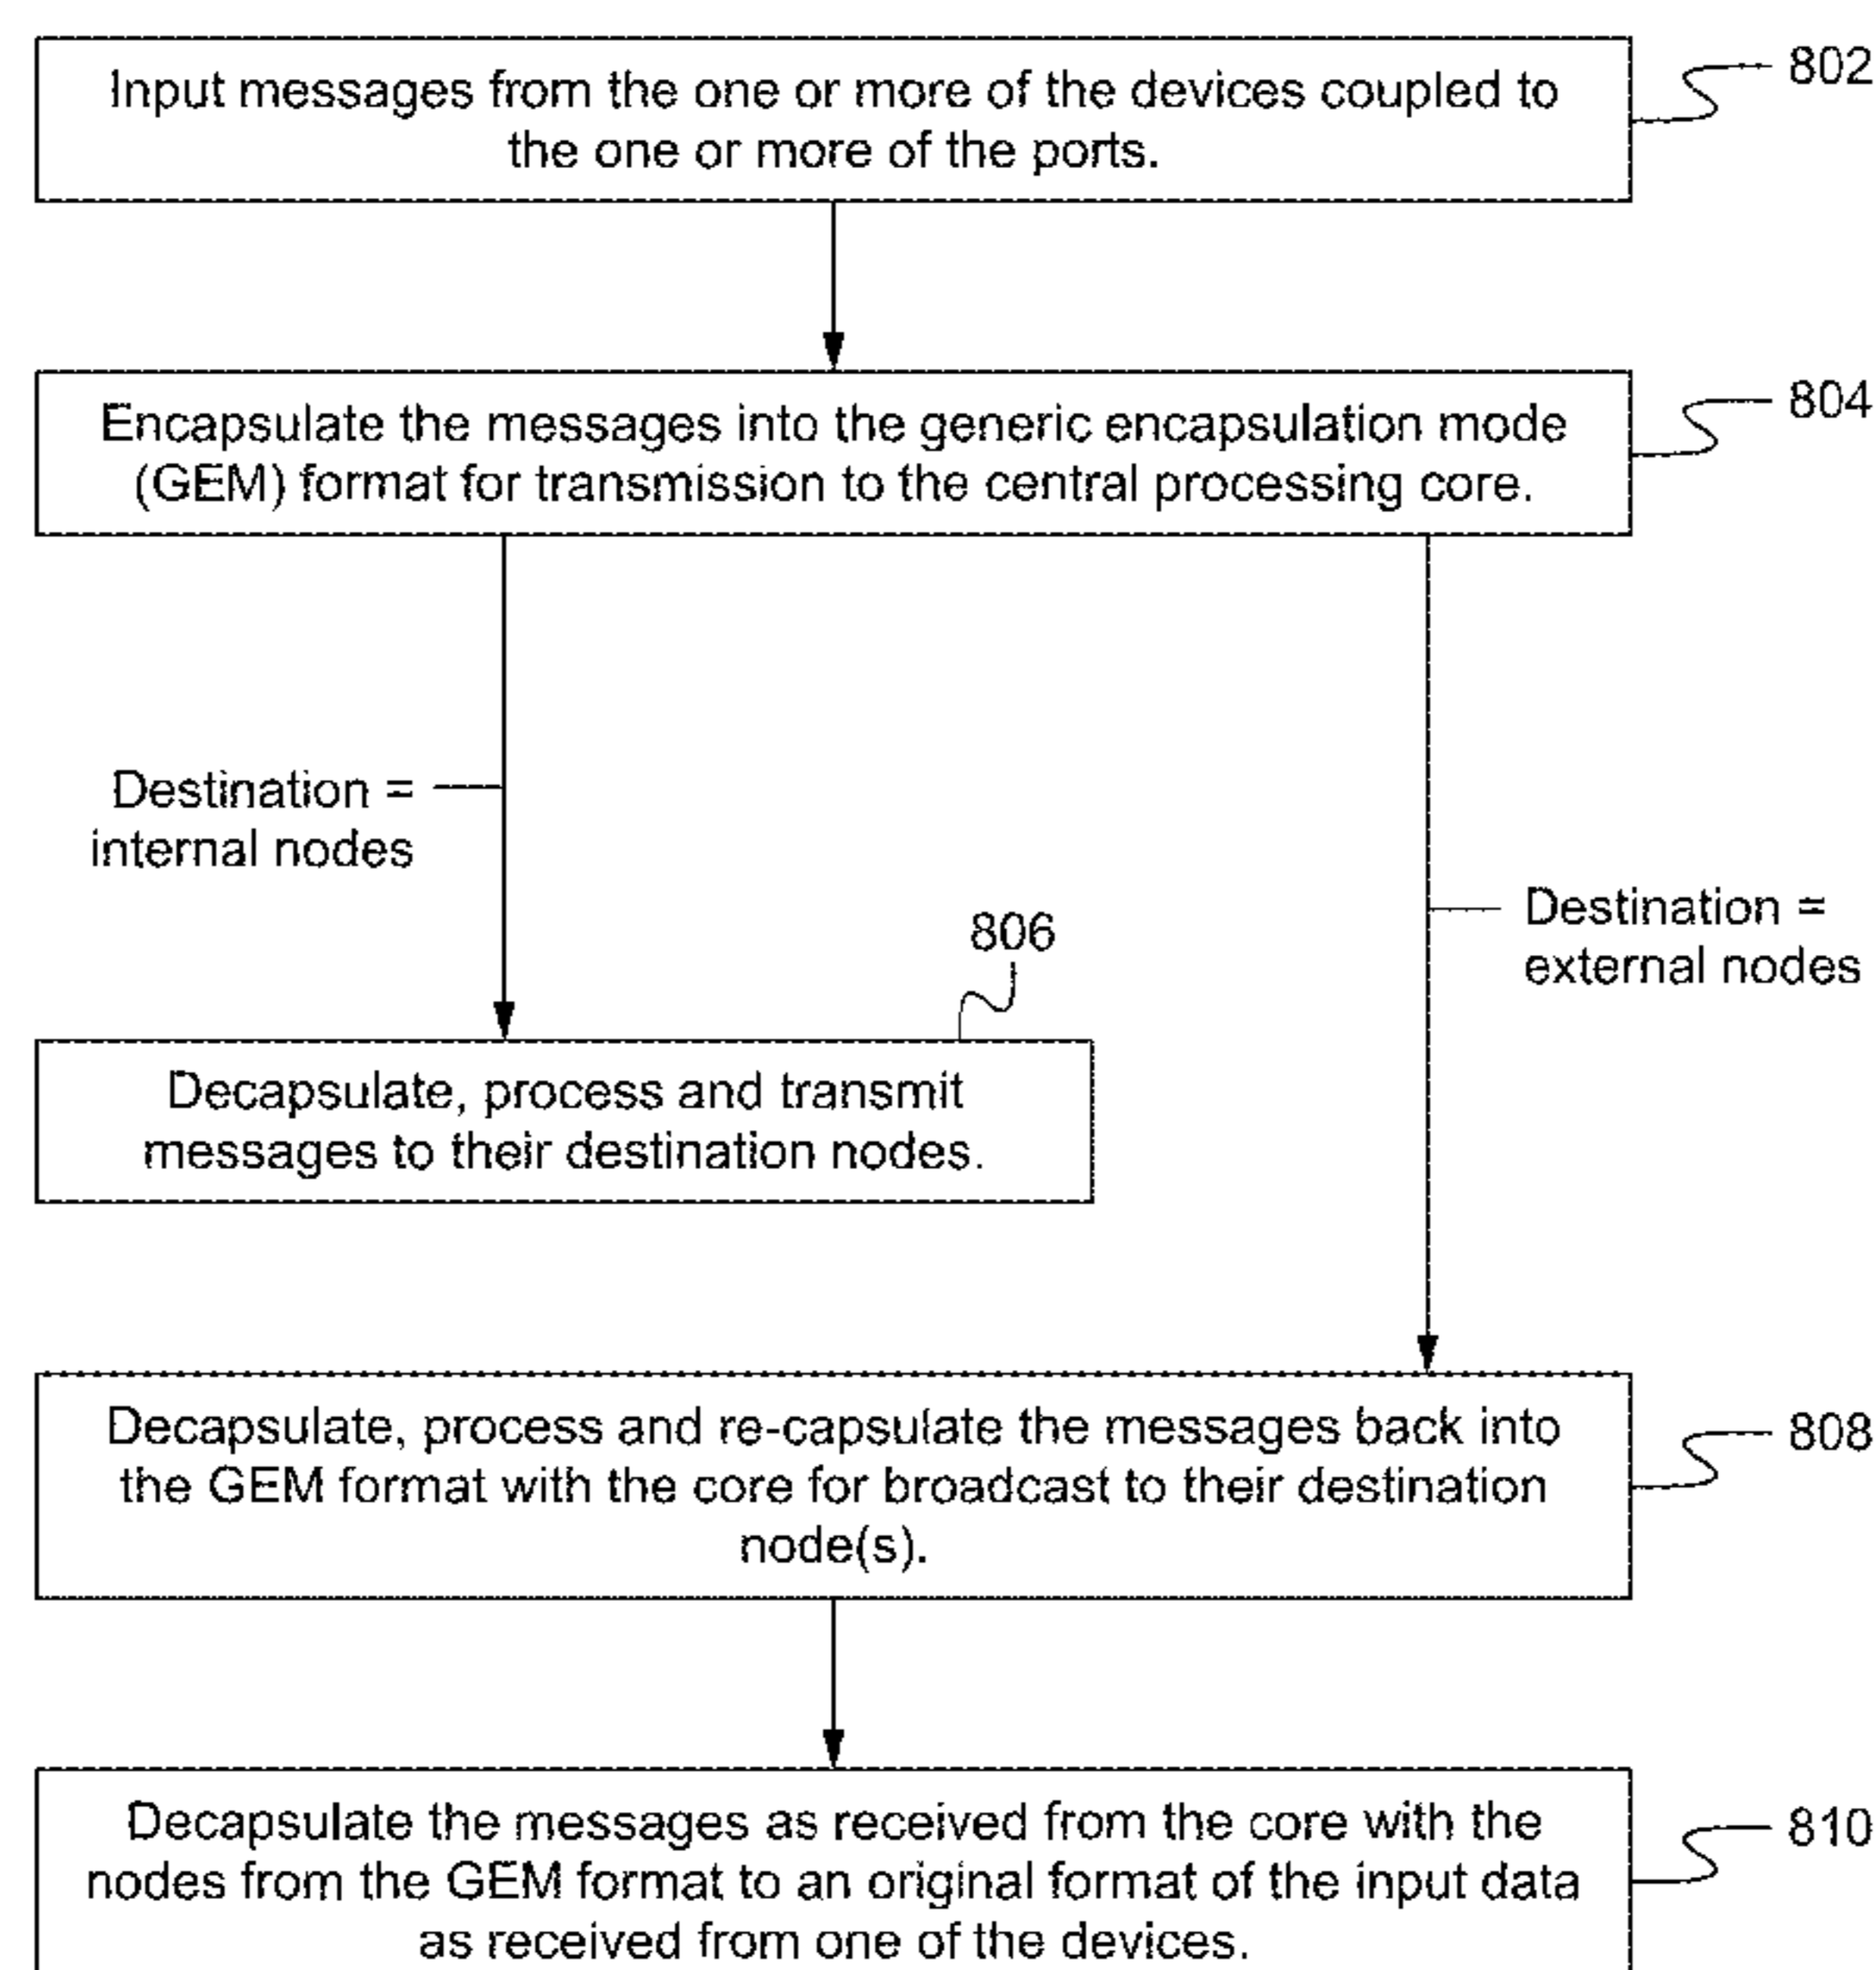 Input messages from the one or more of the devices coupled to
the one or more of the ports.
802
Encapsulate the messages into the generic encapsulation mode
(GEM) format for transmission to the central processing core.
804
Destination =
internal nodes
Destination =
external nodes
806
Decapsulate, process and transmit
messages to their destination nodes.
Decapsulate, process and re-capsulate the messages back into
the GEM format with the core for broadcast to their destination
node(s).
808
Decapsulate the messages as received from the core with the
nodes from the GEM format to an original format of the input data
as received from one of the devices.
810